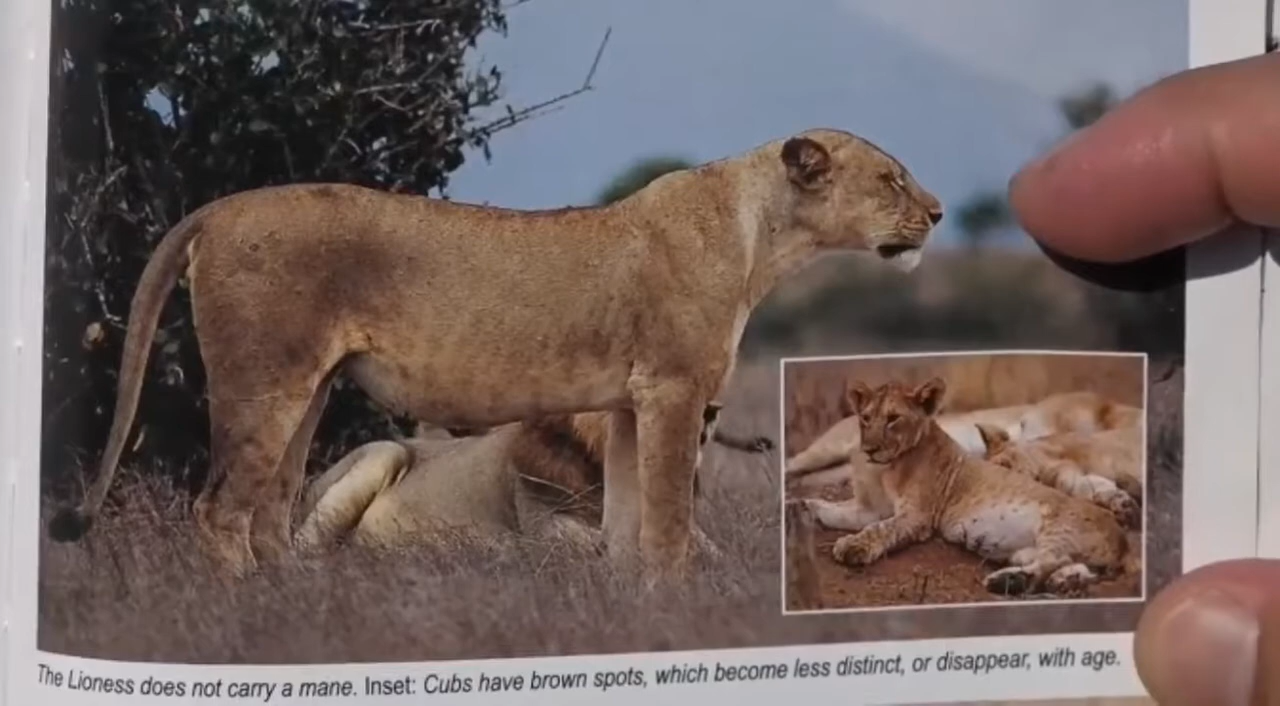 The Lioness does not carry a mane. Inset: Cubs have brown spots, which become less distinct, or disappear, with age.